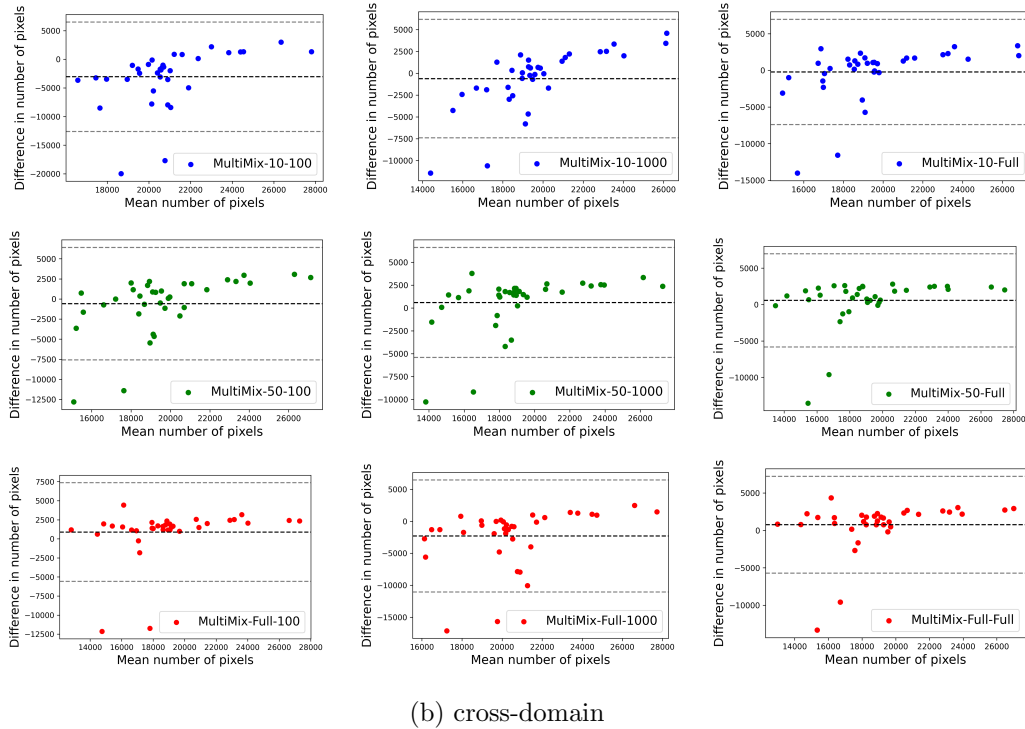 Difference in number of pixels
5000
0
−5000
−10000
−15000
−20000
MultiMix-10-100
18000 20000 22000 24000 26000 28000
Mean number of pixels
Difference in number of pixels
5000
2500
0
−2500
−5000
−7500
−10000
MultiMix-10-1000
14000 16000 18000 20000 22000 24000 26000
Mean number of pixels
Difference in number of pixels
5000
0
−5000
−10000
−15000
MultiMix-10-Full
16000 18000 20000 22000 24000 26000
Mean number of pixels
Difference in number of pixels
5000
2500
0
−2500
−5000
−7500
−10000
−12500
MultiMix-50-100
16000 18000 20000 22000 24000 26000
Mean number of pixels
Difference in number of pixels
5000
2500
0
−2500
−5000
−7500
−10000
MultiMix-50-1000
14000 16000 18000 20000 22000 24000 26000
Mean number of pixels
Difference in number of pixels
5000
0
−5000
−10000
MultiMix-50-Full
14000 16000 18000 20000 22000 24000 26000 28000
Mean number of pixels
Difference in number of pixels
7500
5000
2500
0
−2500
−5000
−7500
−10000
−12500
MultiMix-Full-100
14000 16000 18000 20000 22000 24000 26000 28000
Mean number of pixels
Difference in number of pixels
5000
0
−5000
−10000
−15000
MultiMix-Full-1000
16000 18000 20000 22000 24000 26000 28000
Mean number of pixels
Difference in number of pixels
5000
0
−5000
−10000
MultiMix-Full-Full
14000 16000 18000 20000 22000 24000 26000
Mean number of pixels
(b) cross-domain